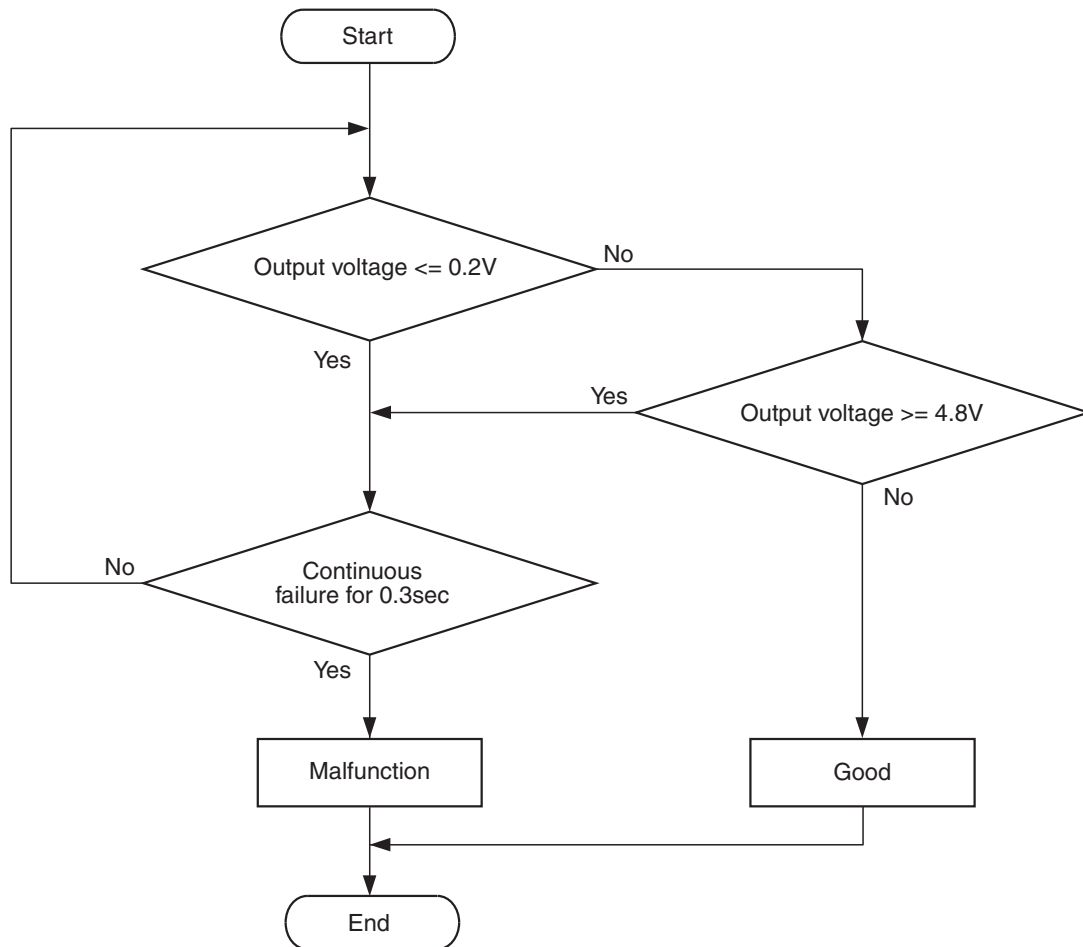 Start
Output voltage <= 0.2V
No
Yes
Yes
Output voltage >= 4.8V
No
No
Continuous
failure for 0.3sec
Yes
Malfunction
Good
End